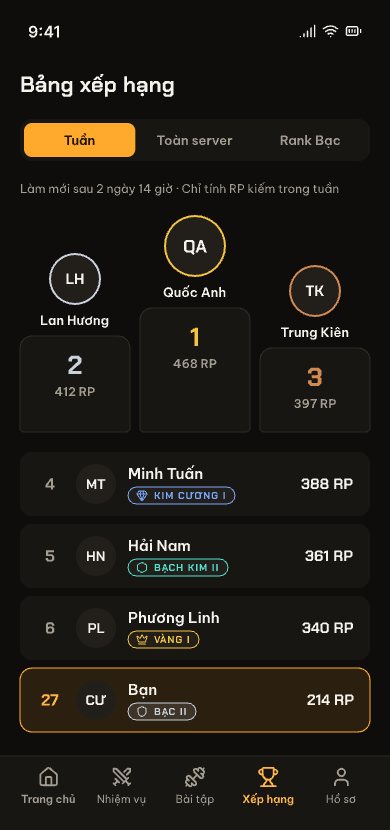 9:41
Bảng xếp hạng
Tuần
Toàn server
Rank Bạc
Làm mới sau 2 ngày 14 giờ · Chỉ tính RP kiếm trong tuần
LH
Lan Hương
2
412 RP
QA
Quốc Anh
1
468 RP
TK
Trung Kiên
3
397 RP
4 MT Minh Tuấn 388 RP
KIM CƯƠNG I
5 HN Hải Nam 361 RP
BẠCH KIM II
6 PL Phương Linh 340 RP
VÀNG I
27 CƯ Bạn 214 RP
BẠC II
Trang chủ
Nhiệm vụ
Bài tập
Xếp hạng
Hồ sơ